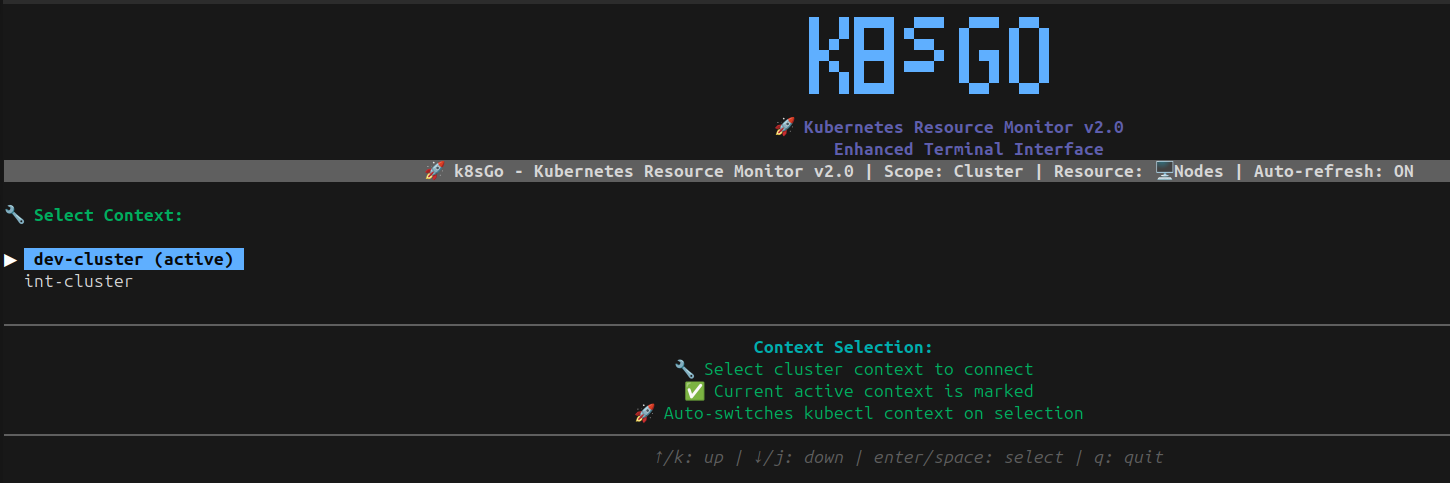 K8sGO
🚀 Kubernetes Resource Monitor v2.0
Enhanced Terminal Interface
🚀 k8sGo - Kubernetes Resource Monitor v2.0 | Scope: Cluster | Resource: 🖥️Nodes | Auto-refresh: ON
🔧 Select Context:
▶ dev-cluster (active)
int-cluster
Context Selection:
🔧 Select cluster context to connect
✅ Current active context is marked
🚀 Auto-switches kubectl context on selection
↑/k: up | ↓/j: down | enter/space: select | q: quit